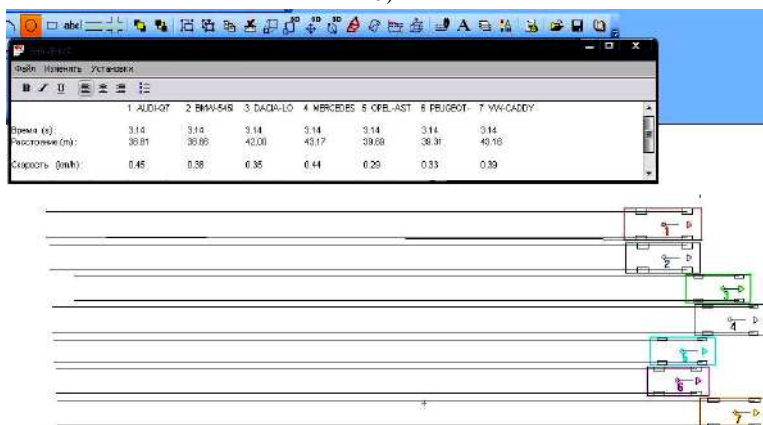 abel
3D
A
Файл Изменить Установки
B I U
1 AUDI-Q7 2 BMW-545i 3 DACIA-LO 4 MERCEDES 5 OPEL-AST 6 PEUGEOT- 7 VW-CADDY
Время (s): 3.14 3.14 3.14 3.14 3.14 3.14 3.14
Расстояние (m): 36.81 36.86 42.00 43.17 39.69 39.31 43.16
Скорость (km/h): 0.45 0.38 0.35 0.44 0.29 0.33 0.39
1
2
3
4
5
6
7